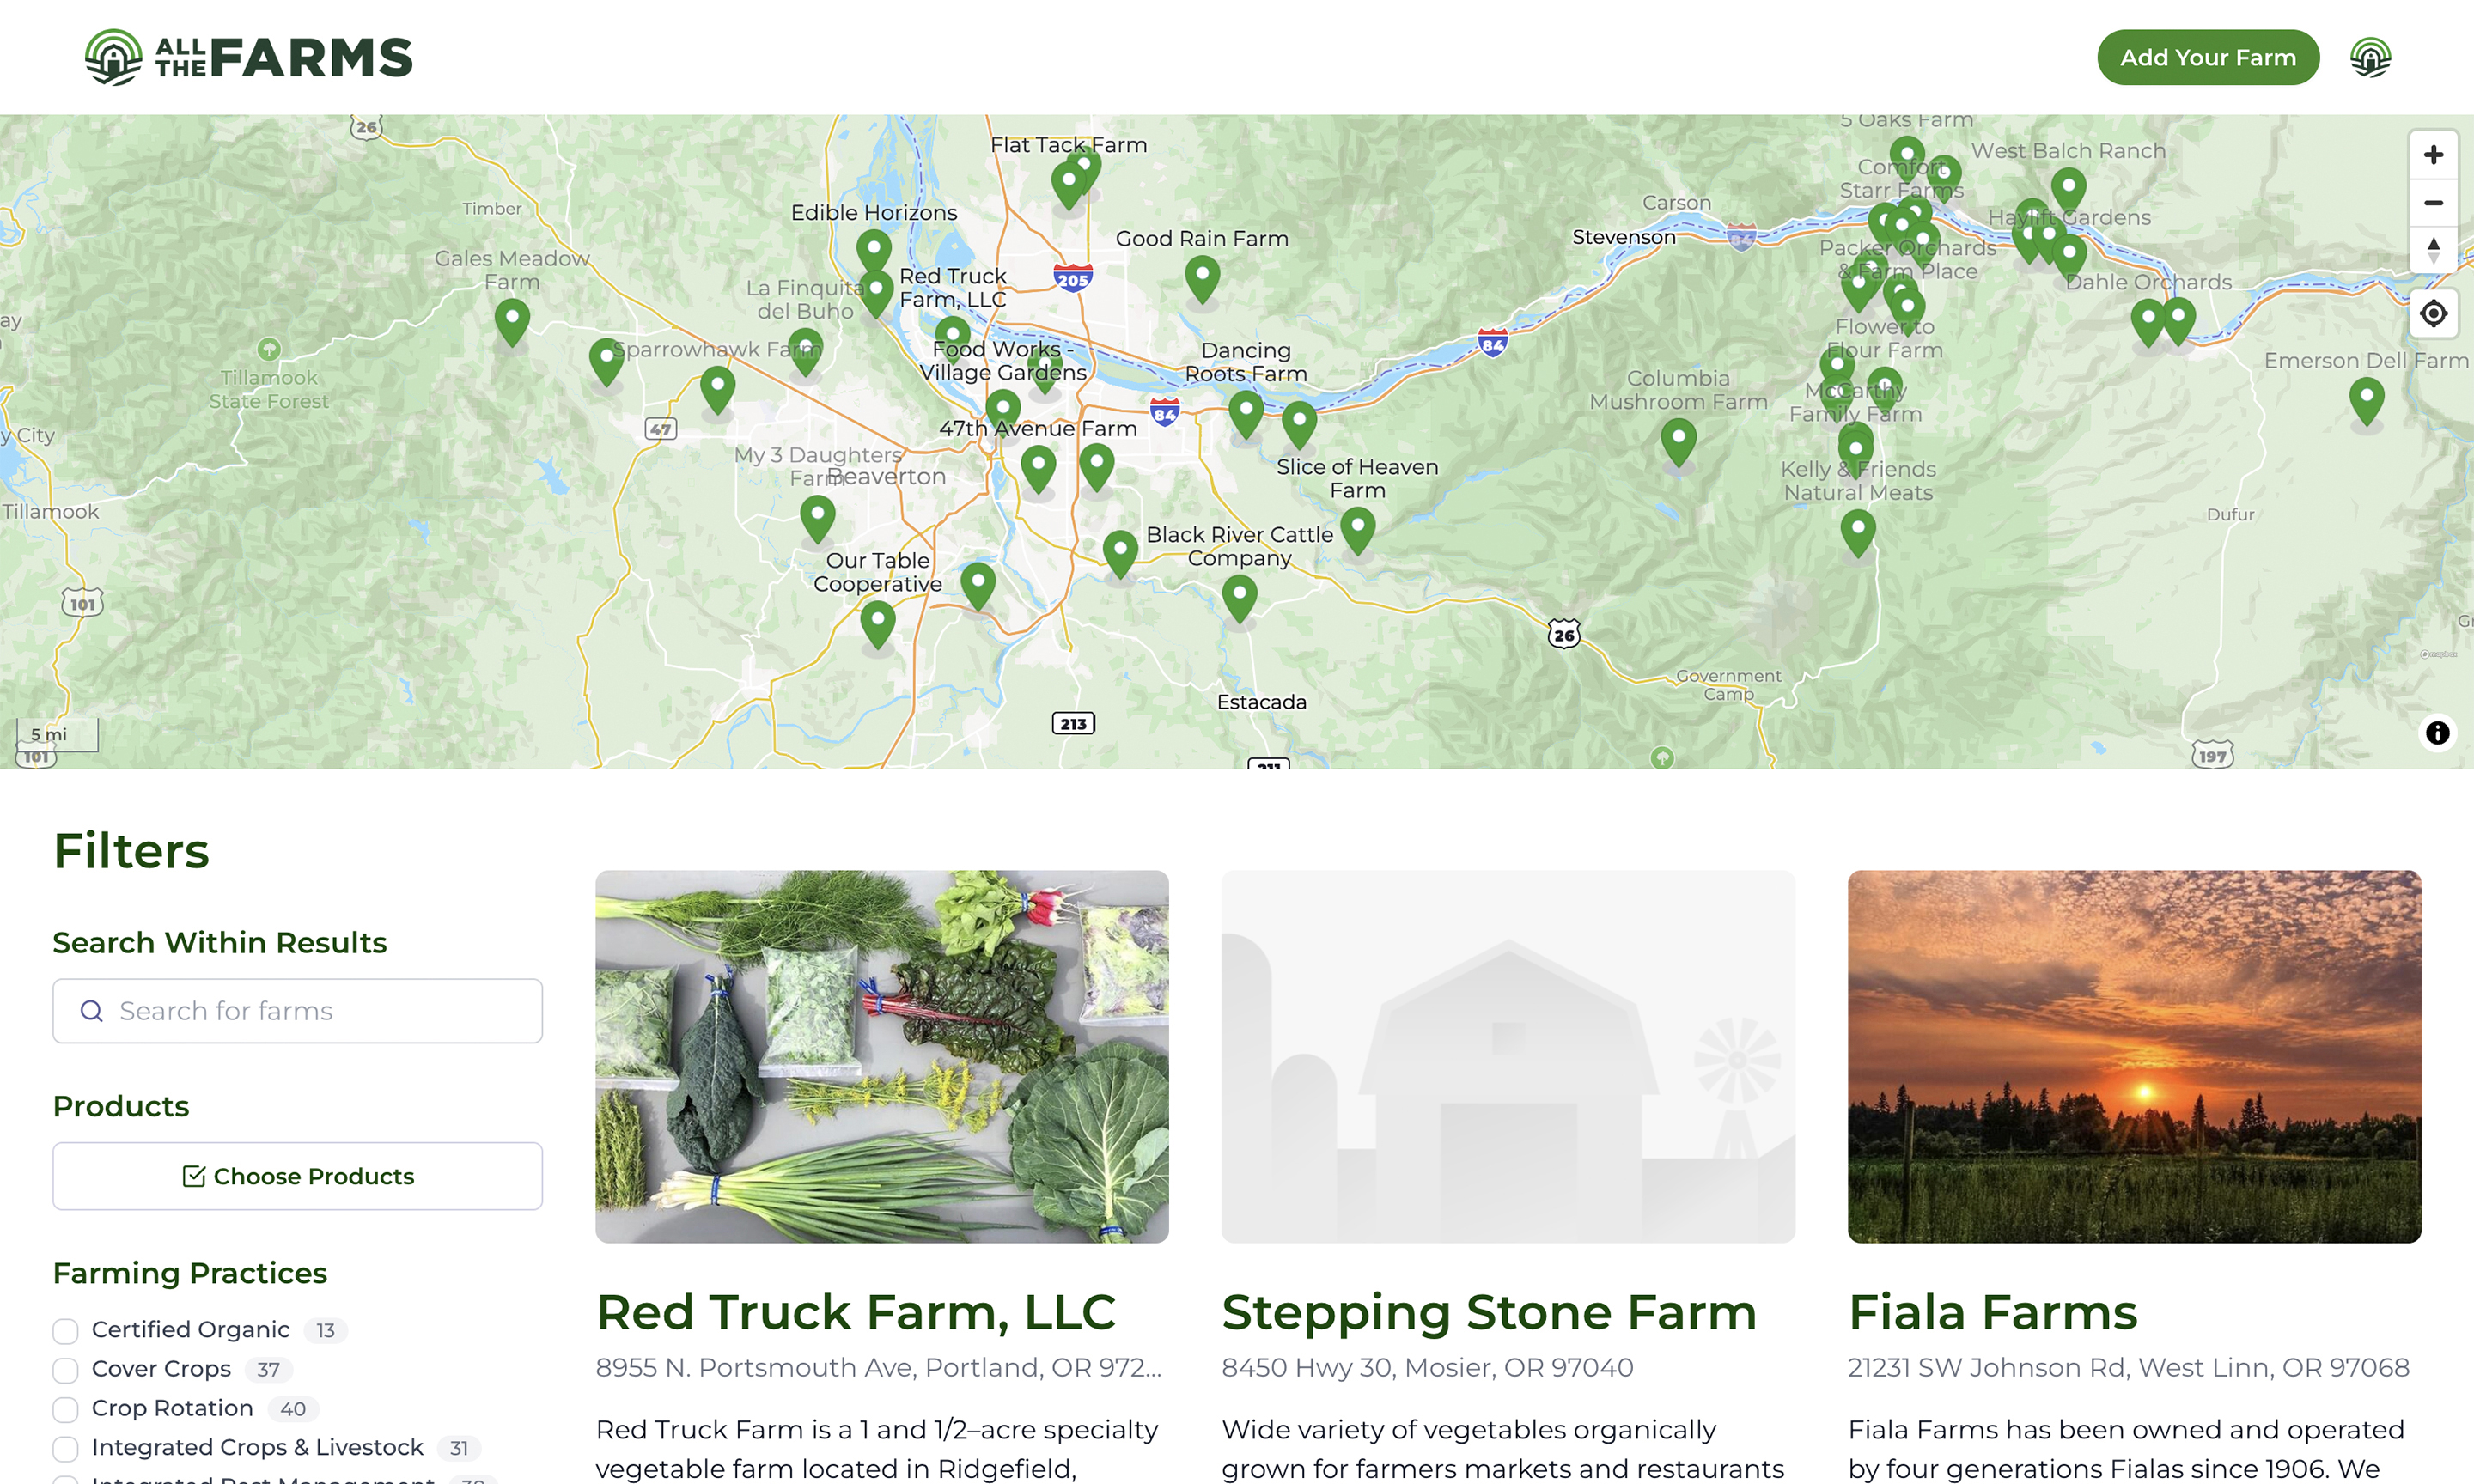 ALL THE FARMS
Add Your Farm
26
5 Oaks Farm
Flat Tack Farm
West Balch Ranch
Comfort
Starr Farms
Timber
Carson
Edible Horizons
Haylift Gardens
Good Rain Farm
Stevenson
84
Gales Meadow
Farm
Packer Orchards
& Farm Place
Red Truck
Farm, LLC
205
La Finquita
del Buho
Dahle Orchards
ay
Flower to
Flour Farm
84
Sparrowhawk Farm
Food Works -
Village Gardens
Dancing
Roots Farm
Emerson Dell Farm
Tillamook
State Forest
Columbia
Mushroom Farm
McCarthy
Family Farm
84
47
47th Avenue Farm
y City
My 3 Daughters
Farm
Beaverton
Slice of Heaven
Farm
Kelly & Friends
Natural Meats
Tillamook
Dufur
Black River Cattle
Company
Our Table
Cooperative
101
26
Gr
mapbox
Government
Camp
Estacada
213
5 mi
101
197
211
Filters
Search Within Results
Search for farms
Products
Choose Products
Farming Practices
Certified Organic 13
Cover Crops 37
Crop Rotation 40
Integrated Crops & Livestock 31
Integrated Pest Management
Red Truck Farm, LLC
8955 N. Portsmouth Ave, Portland, OR 972...
Red Truck Farm is a 1 and 1/2–acre specialty
vegetable farm located in Ridgefield,
Stepping Stone Farm
8450 Hwy 30, Mosier, OR 97040
Wide variety of vegetables organically
grown for farmers markets and restaurants
Fiala Farms
21231 SW Johnson Rd, West Linn, OR 97068
Fiala Farms has been owned and operated
by four generations Fialas since 1906. We